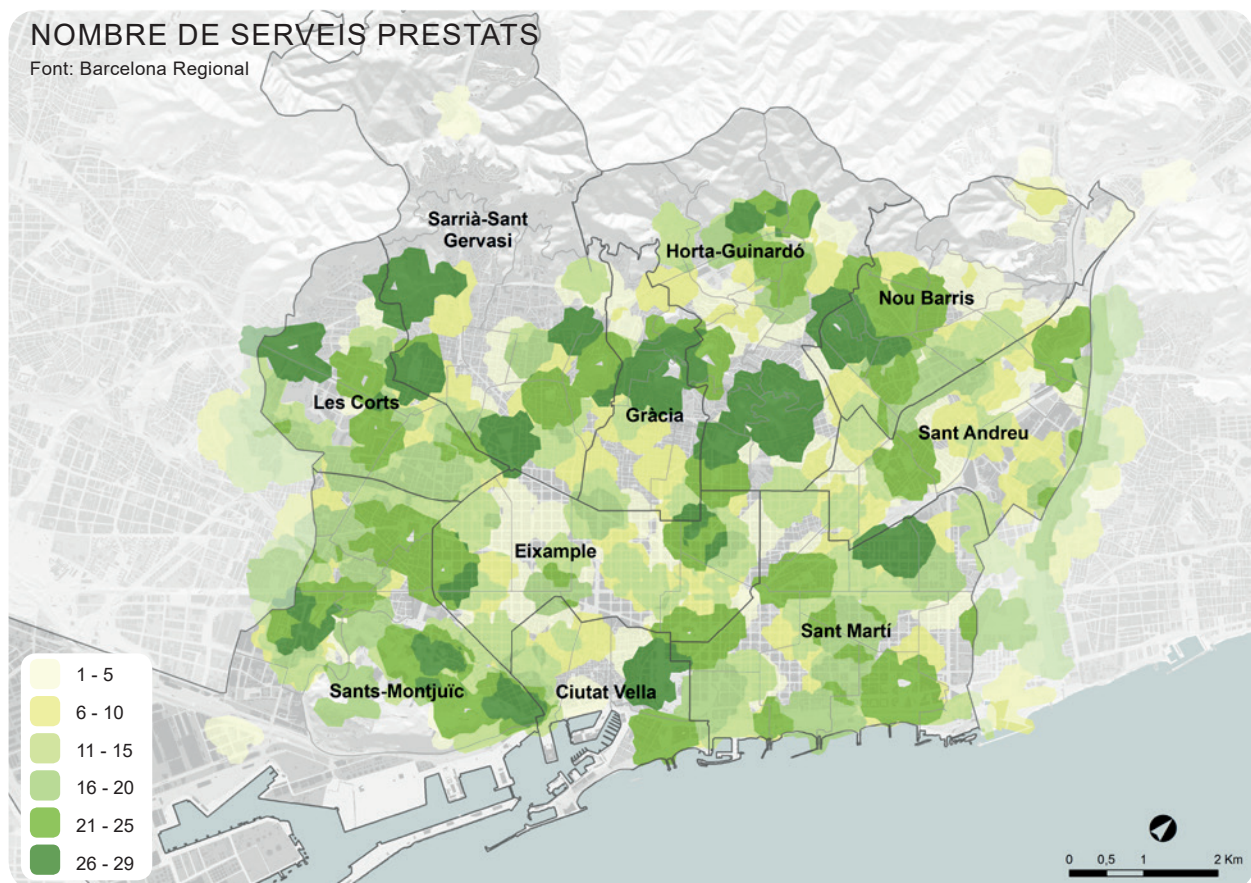 NOMBRE DE SERVEIS PRESTATS
Font: Barcelona Regional
Sarrià-Sant
Gervasi
Horta-Guinardó
Nou Barris
Les Corts
Gràcia
Sant Andreu
Eixample
Sant Martí
Sants-Montjuïc
Ciutat Vella
1 - 5
6 - 10
11 - 15
16 - 20
21 - 25
26 - 29
0 0,5 1 2 Km